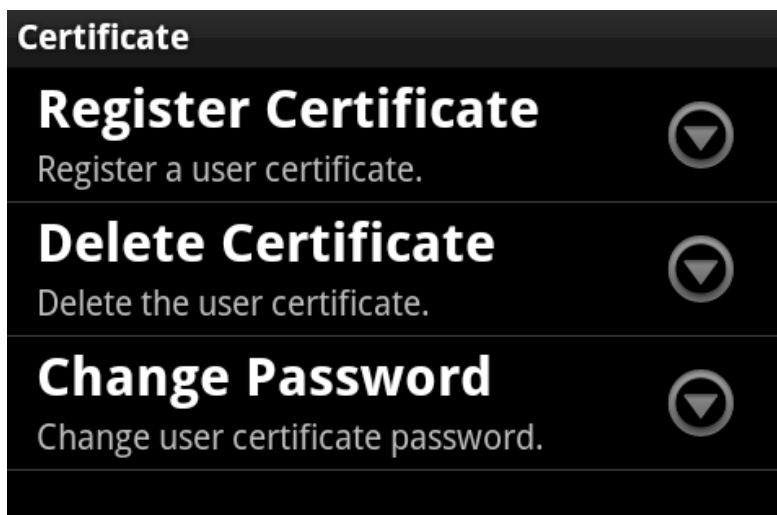 Certificate
Register Certificate
Register a user certificate.
Delete Certificate
Delete the user certificate.
Change Password
Change user certificate password.